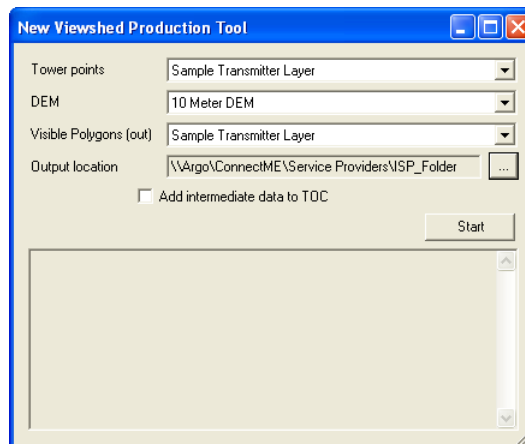 New Viewshed Production Tool
Tower points Sample Transmitter Layer
DEM 10 Meter DEM
Visible Polygons (out) Sample Transmitter Layer
Output location \\Argo\ConnectME\Service Providers\ISP_Folder ...
Add intermediate data to TOC
Start